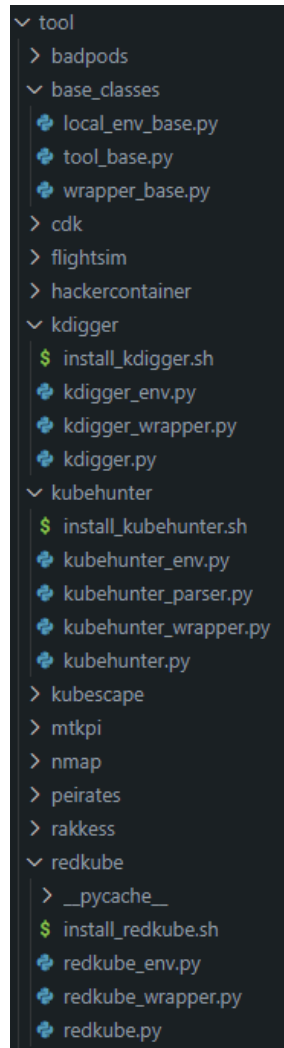 tool
badpods
base_classes
local_env_base.py
tool_base.py
wrapper_base.py
cdk
flightsim
hackercontainer
kdigger
$ install_kdigger.sh
kdigger_env.py
kdigger_wrapper.py
kdigger.py
kubehunter
$ install_kubehunter.sh
kubehunter_env.py
kubehunter_parser.py
kubehunter_wrapper.py
kubehunter.py
kubescape
mtkpi
nmap
peirates
rakkess
redkube
__pycache__
$ install_redkube.sh
redkube_env.py
redkube_wrapper.py
redkube.py